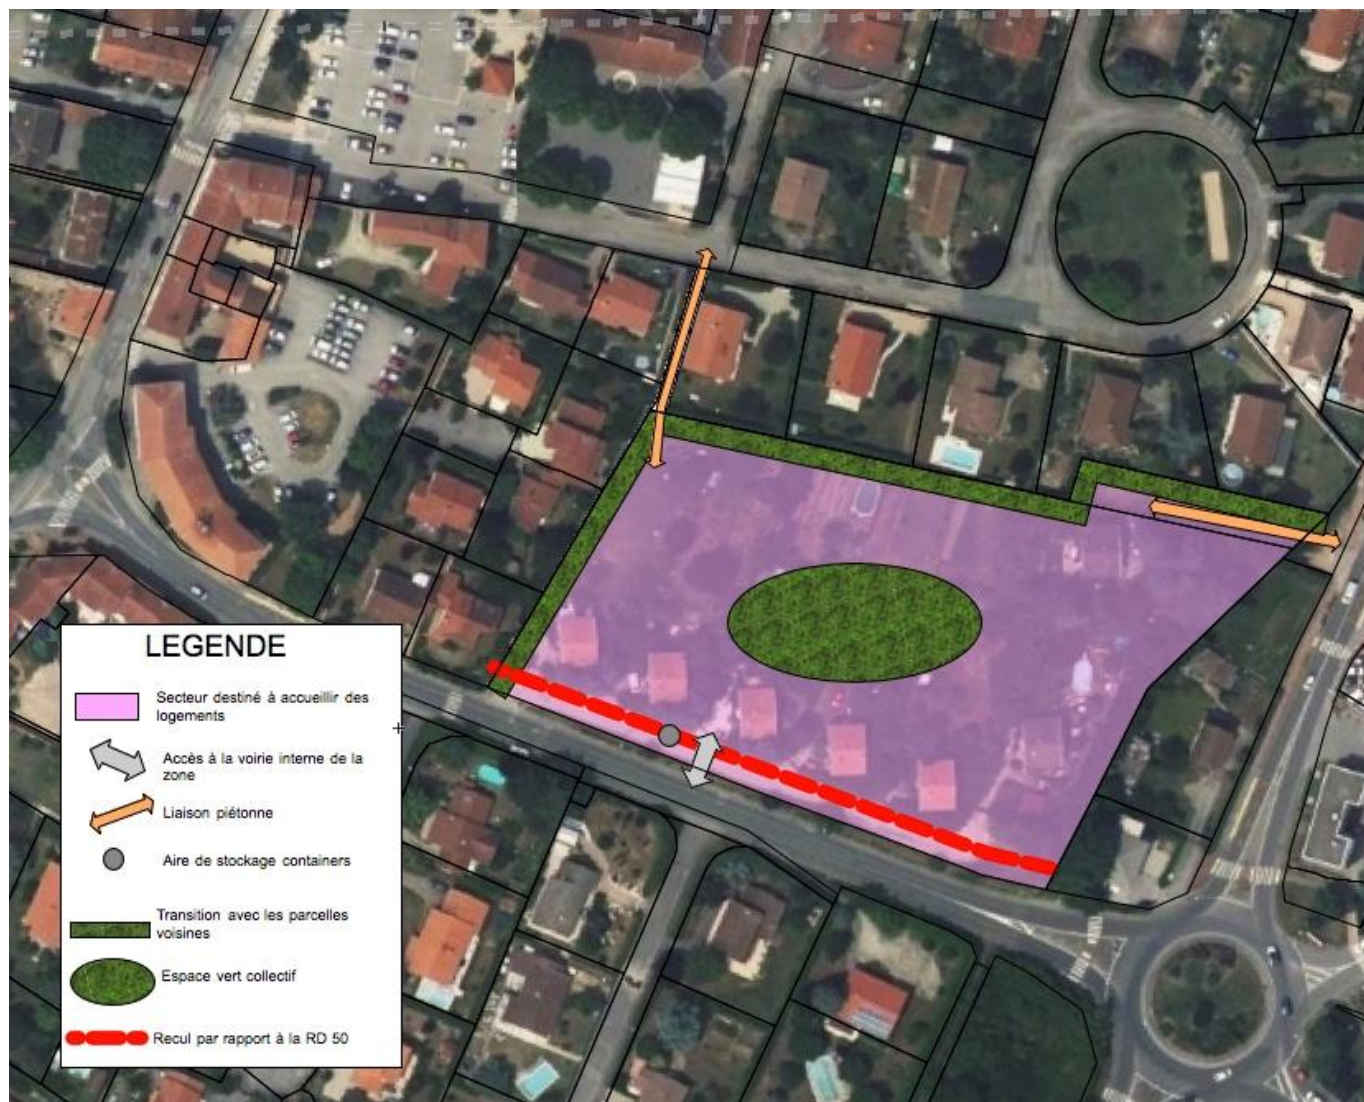 LEGENDE
Secteur destiné à accueillir des
logements
Accès à la voirie interne de la
zone
Liaison piétonne
Aire de stockage containers
Transition avec les parcelles
voisines
Espace vert collectif
Recul par rapport à la RD 50